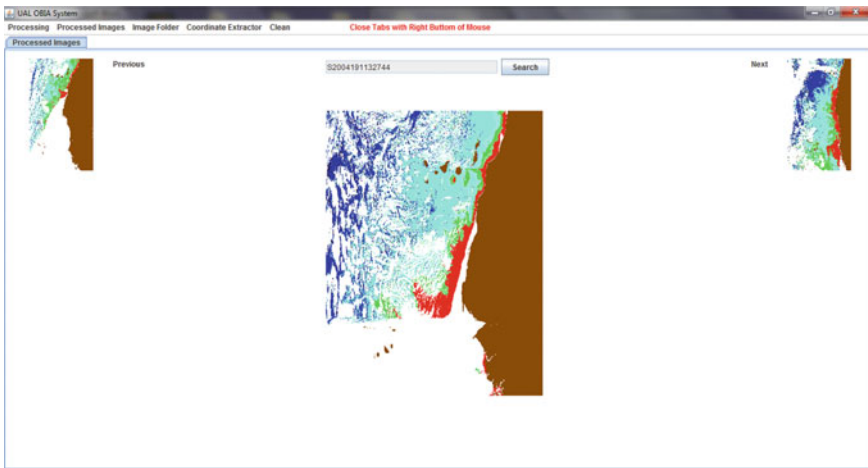 UAL OBIA System
Processing Processed Images Image Folder Coordinate Extractor Clean Close Tabs with Right Buttom of Mouse
Processed Images
Previous S2004191132744 Search Next